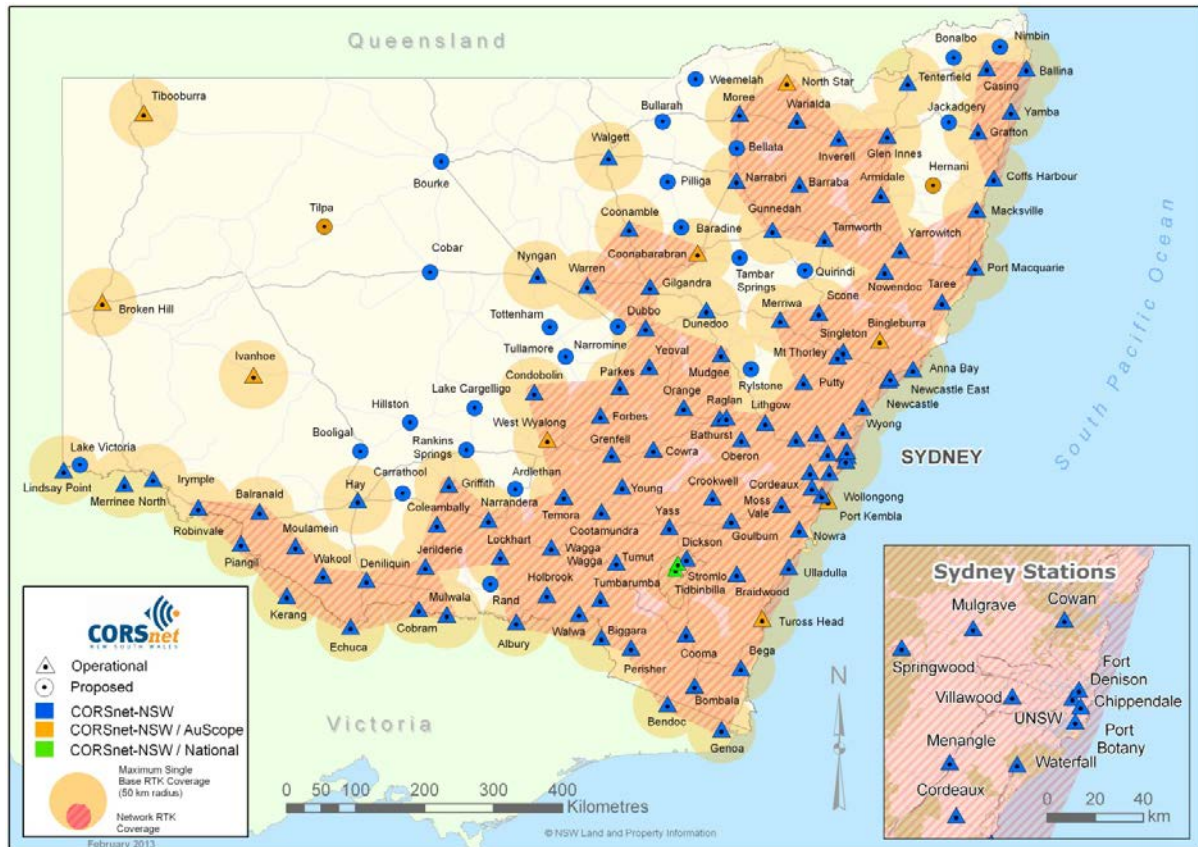 Queensland
Nimbin
Bonalbo
Weemelah
North Star
Tenterfield
Ballina
Tibooburra
Casino
Moree
Warialda
Bullarah
Jackadgery
Yamba
Walgett
Grafton
Bellata
Inverell
Glen Innes
Hernani
Bourke
Pilliga
Narrabri
Barraba
Armidale
Coffs Harbour
Tilpa
Coonamble
Gunnedah
Macksville
Baradine
Tamworth
Yarrowitch
Cobar
Coonabarabran
Nyngan
Warren
Tambar
Springs
Quirindi
Port Macquarie
Gilgandra
Nowendoc
Broken Hill
Merriwa
Scone
Taree
Tottenham
Dubbo
Dunedoo
Bingleburra
Singleton
Narromine
Tullamore
Yeoval
Mt Thorley
Ivanhoe
Condobolin
Parkes
Mudgee
Anna Bay
Rylstone
Putty
Newcastle East
Lake Cargelligo
Orange
Raglan
Lithgow
Newcastle
Hillston
West Wyalong
Forbes
Wyong
Booligal
Rankins
Springs
Grenfell
Bathurst
Oberon
Lake Victoria
Cowra
SYDNEY
Carrathool
Ardlethan
Lindsay Point
Irymple
Merrinee North
Balranald
Hay
Griffith
Young
Crookwell
Cordeaux
Coleambally
Narrandera
Moss
Vale
Wollongong
Robinvale
Temora
Yass
Port Kembla
Moulamein
Cootamundra
Goulburn
Lockhart
Dickson
Nowra
Piangil
Wakool
Jerilderie
Wagga
Wagga
Tumut
Deniliquin
Stromlo
Ulladulla
Holbrook
Tidbinbilla
Tumbarumba
Braidwood
Kerang
Mulwala
Rand
Echuca
Cobram
Albury
Walwa
Biggara
Tuross Head
Cooma
Perisher
Bega
Bombala
Bendoc
Genoa
Victoria
South Pacific Ocean
N
CORSnet
NEW SOUTH WALES
Operational
Proposed
CORSnet-NSW
CORSnet-NSW / AuScope
CORSnet-NSW / National
Maximum Single
Base RTK Coverage
(50 km radius)
Network RTK
Coverage
February 2013
0 50 100 200 300 400
Kilometres
© NSW Land and Property Information
Sydney Stations
Cowan
Mulgrave
Springwood
Fort
Denison
Villawood
Chippendale
UNSW
Port
Botany
Menangle
Waterfall
Cordeaux
0 20 40
km